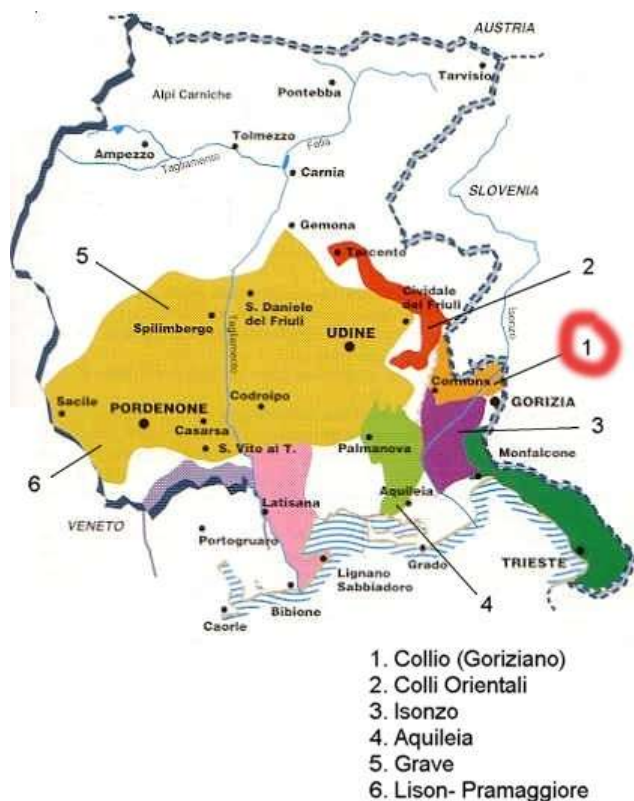 AUSTRIA
Tarvisio
Pontebba
Alpi Carniche
Tolmezzo
Fella
Ampezzo
Tagliamento
Carnia
SLOVENIA
Gemona
5
Tarcento
2
Cividale
del Friuli
Isonzo
S. Daniele
del Friuli
Spilimbergo
Tagliamento
UDINE
1
Cormons
Sacile
Codroipo
GORIZIA
PORDENONE
Casarsa
3
S. Vito al T.
Palmanova
Monfalcone
6
Aquileia
VENETO
Latisana
Portogruaro
Grado
TRIESTE
Lignano
Sabbiadoro
4
Bibione
Caorle
1. Collio (Goriziano)
2. Colli Orientali
3. Isonzo
4. Aquileia
5. Grave
6. Lison- Pramaggiore